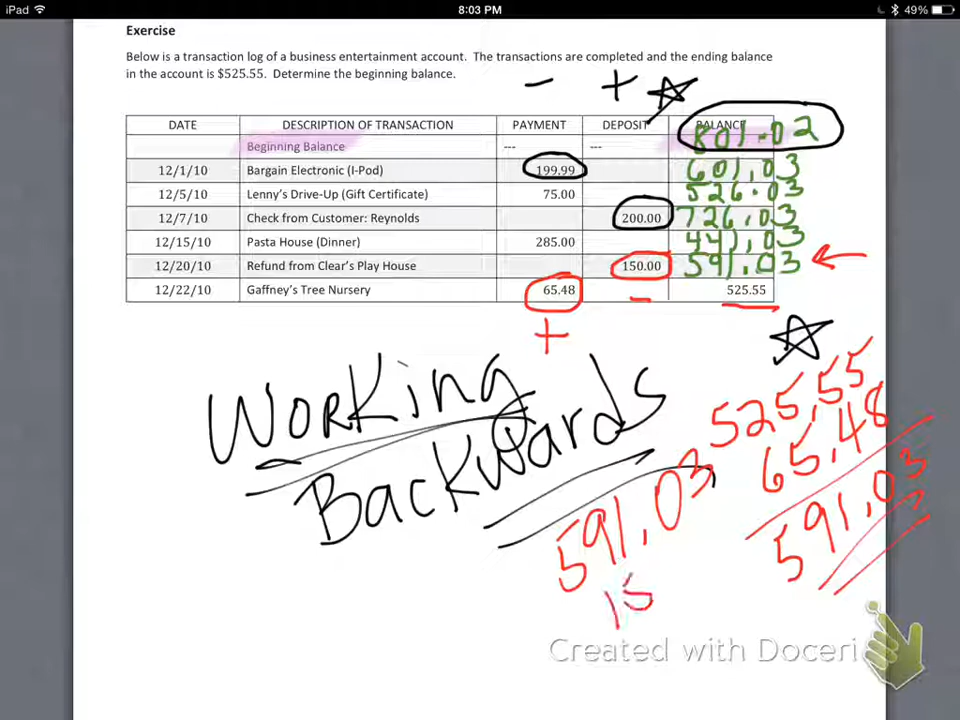 iPad 8:03 PM 49%
Exercise
Below is a transaction log of a business entertainment account. The transactions are completed and the ending balance
in the account is $525.55. Determine the beginning balance.
− +
DATE DESCRIPTION OF TRANSACTION PAYMENT DEPOSIT BALANCE
Beginning Balance --- --- 801.02
12/1/10 Bargain Electronic (I-Pod) 199.99 601.03
12/5/10 Lenny's Drive-Up (Gift Certificate) 75.00 526.03
12/7/10 Check from Customer: Reynolds 200.00 726.03
12/15/10 Pasta House (Dinner) 285.00 441.03
12/20/10 Refund from Clear's Play House 150.00 591.03
12/22/10 Gaffney's Tree Nursery 65.48 525.55
+ −
Working
Backwards
525.55
65.48
591.03
591.03
15
Created with Doceri